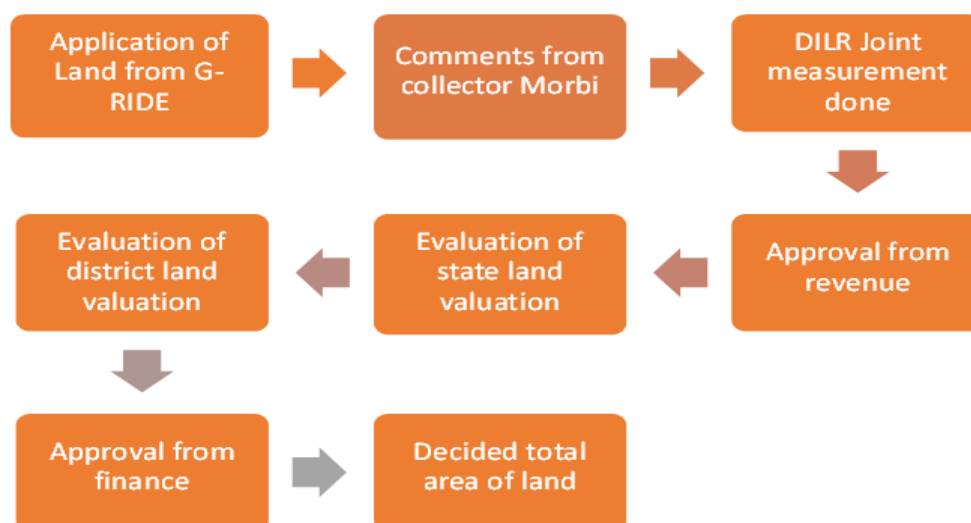 Application of
Land from G-
RIDE
Comments from
collector Morbi
DILR Joint
measurement
done
Approval from
revenue
Evaluation of
state land
valuation
Evaluation of
district land
valuation
Approval from
finance
Decided total
area of land